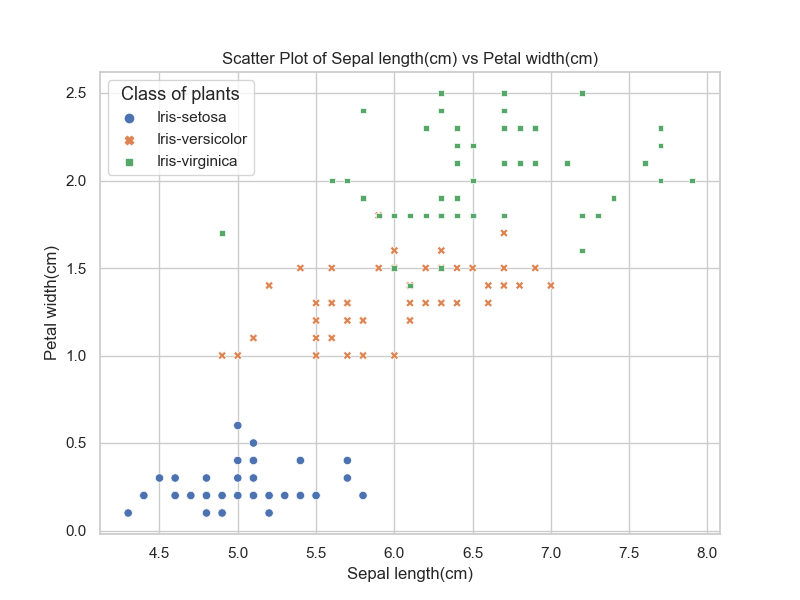 Scatter Plot of Sepal length(cm) vs Petal width(cm)
Class of plants
Iris-setosa
Iris-versicolor
Iris-virginica
2.5
2.0
1.5
1.0
0.5
0.0
Petal width(cm)
4.5 5.0 5.5 6.0 6.5 7.0 7.5 8.0
Sepal length(cm)